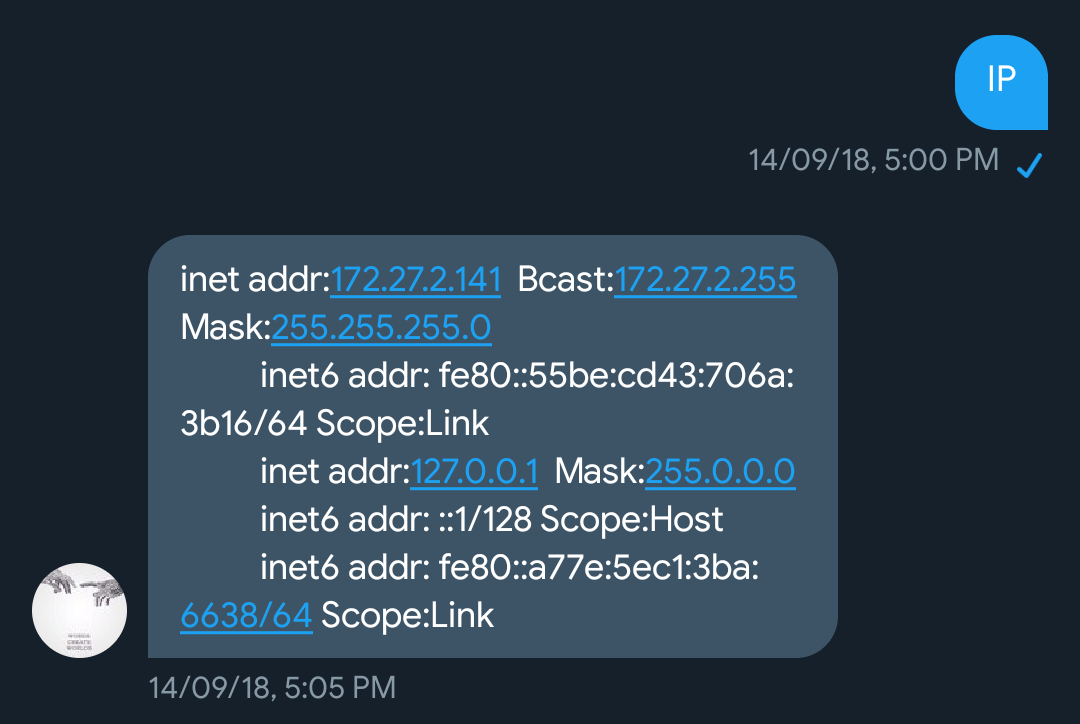 IP
14/09/18, 5:00 PM
inet addr:172.27.2.141  Bcast:172.27.2.255
Mask:255.255.255.0
inet6 addr: fe80::55be:cd43:706a:
3b16/64 Scope:Link
inet addr:127.0.0.1  Mask:255.0.0.0
inet6 addr: ::1/128 Scope:Host
inet6 addr: fe80::a77e:5ec1:3ba:
6638/64 Scope:Link
CREATE
WORLDS
14/09/18, 5:05 PM